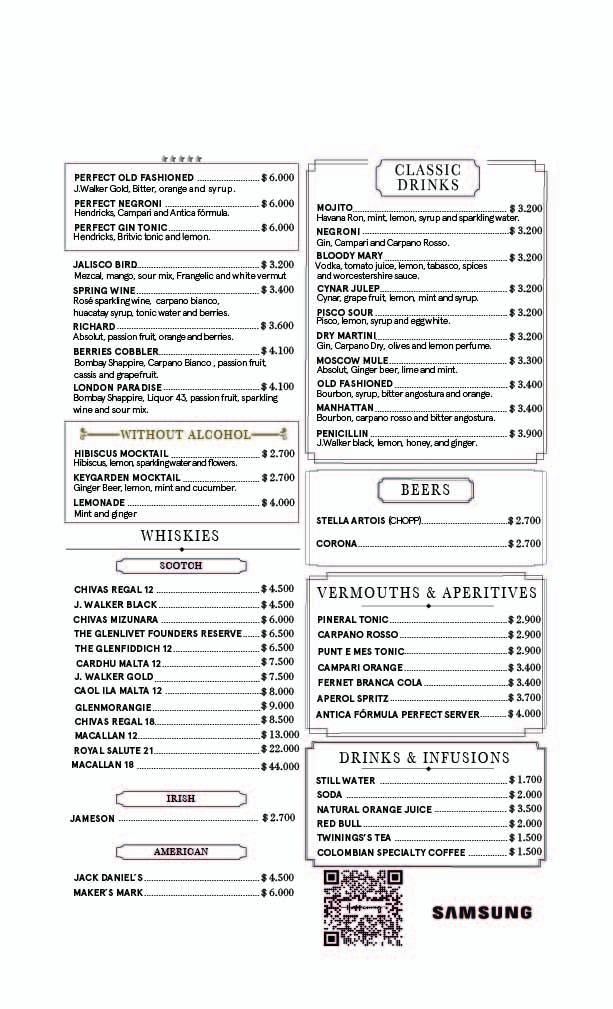 PERFECT OLD FASHIONED $ 6.000
J.Walker Gold, Bitter, orange and syrup.
PERFECT NEGRONI $ 6.000
Hendricks, Campari and Antica fórmula.
PERFECT GIN TONIC $ 6.000
Hendricks, Britvic tonic and lemon.
JALISCO BIRD $ 3.200
Mezcal, mango, sour mix, Frangelic and white vermut
SPRING WINE $ 3.400
Rosé sparkling wine, carpano bianco,
huacatay syrup, tonic water and berries.
RICHARD $ 3.600
Absolut, passion fruit, orange and berries.
BERRIES COBBLER $ 4.100
Bombay Shappire, Carpano Bianco , passion fruit,
cassis and grapefruit.
LONDON PARADISE $ 4.100
Bombay Shappire, Liquor 43, passion fruit, sparkling
wine and sour mix.
WITHOUT ALCOHOL
HIBISCUS MOCKTAIL $ 2.700
Hibiscus, lemon, sparkling water and flowers.
KEYGARDEN MOCKTAIL $ 2.700
Ginger Beer, lemon, mint and cucumber.
LEMONADE $ 4.000
Mint and ginger
WHISKIES
SCOTCH
CHIVAS REGAL 12 $ 4.500
J. WALKER BLACK $ 4.500
CHIVAS MIZUNARA $ 6.000
THE GLENLIVET FOUNDERS RESERVE $ 6.500
THE GLENFIDDICH 12 $ 6.500
CARDHU MALTA 12 $ 7.500
J. WALKER GOLD $ 7.500
CAOL ILA MALTA 12 $ 8.000
GLENMORANGIE $ 9.000
CHIVAS REGAL 18 $ 8.500
MACALLAN 12 $ 13.000
ROYAL SALUTE 21 $ 22.000
MACALLAN 18 $ 44.000
IRISH
JAMESON $ 2.700
AMERICAN
JACK DANIEL'S $ 4.500
MAKER'S MARK $ 6.000
CLASSIC
DRINKS
MOJITO $ 3.200
Havana Ron, mint, lemon, syrup and sparkling water.
NEGRONI $ 3.200
Gin, Campari and Carpano Rosso.
BLOODY MARY $ 3.200
Vodka, tomato juice, lemon, tabasco, spices
and worcestershire sauce.
CYNAR JULEP $ 3.200
Cynar, grape fruit, lemon, mint and syrup.
PISCO SOUR $ 3.200
Pisco, lemon, syrup and egg white.
DRY MARTINI $ 3.200
Gin, Carpano Dry, olives and lemon perfume.
MOSCOW MULE $ 3.300
Absolut, Ginger beer, lime and mint.
OLD FASHIONED $ 3.400
Bourbon, syrup, bitter angostura and orange.
MANHATTAN $ 3.400
Bourbon, carpano rosso and bitter angostura.
PENICILLIN $ 3.900
J.Walker black, lemon, honey, and ginger.
BEERS
STELLA ARTOIS (CHOPP) $ 2.700
CORONA $ 2.700
VERMOUTHS & APERITIVES
PINERAL TONIC $ 2.900
CARPANO ROSSO $ 2.900
PUNT E MES TONIC $ 2.900
CAMPARI ORANGE $ 3.400
FERNET BRANCA COLA $ 3.400
APEROL SPRITZ $ 3.700
ANTICA FÓRMULA PERFECT SERVER $ 4.000
DRINKS & INFUSIONS
STILL WATER $ 1.700
SODA $ 2.000
NATURAL ORANGE JUICE $ 3.500
RED BULL $ 2.000
TWINING'S TEA $ 1.500
COLOMBIAN SPECIALTY COFFEE $ 1.500
SAMSUNG